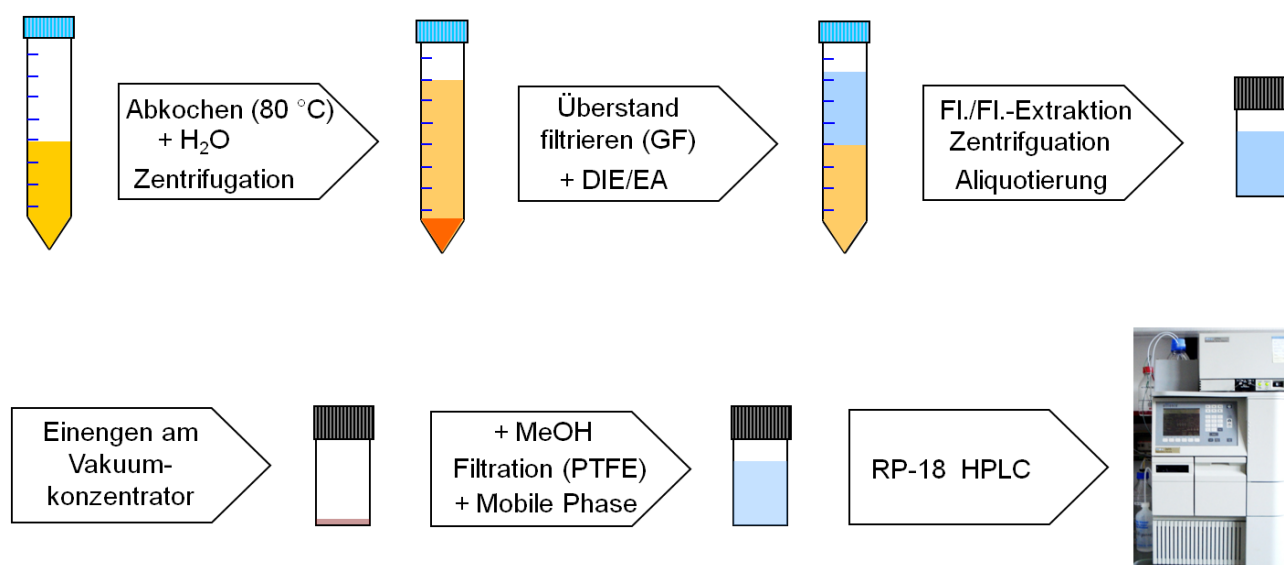 Abkochen (80 °C)
+ H₂O
Zentrifugation
Überstand
filtrieren (GF)
+ DIE/EA
Fl./Fl.-Extraktion
Zentrifguation
Aliquotierung
Einengen am
Vakuum-
konzentrator
+ MeOH
Filtration (PTFE)
+ Mobile Phase
RP-18 HPLC